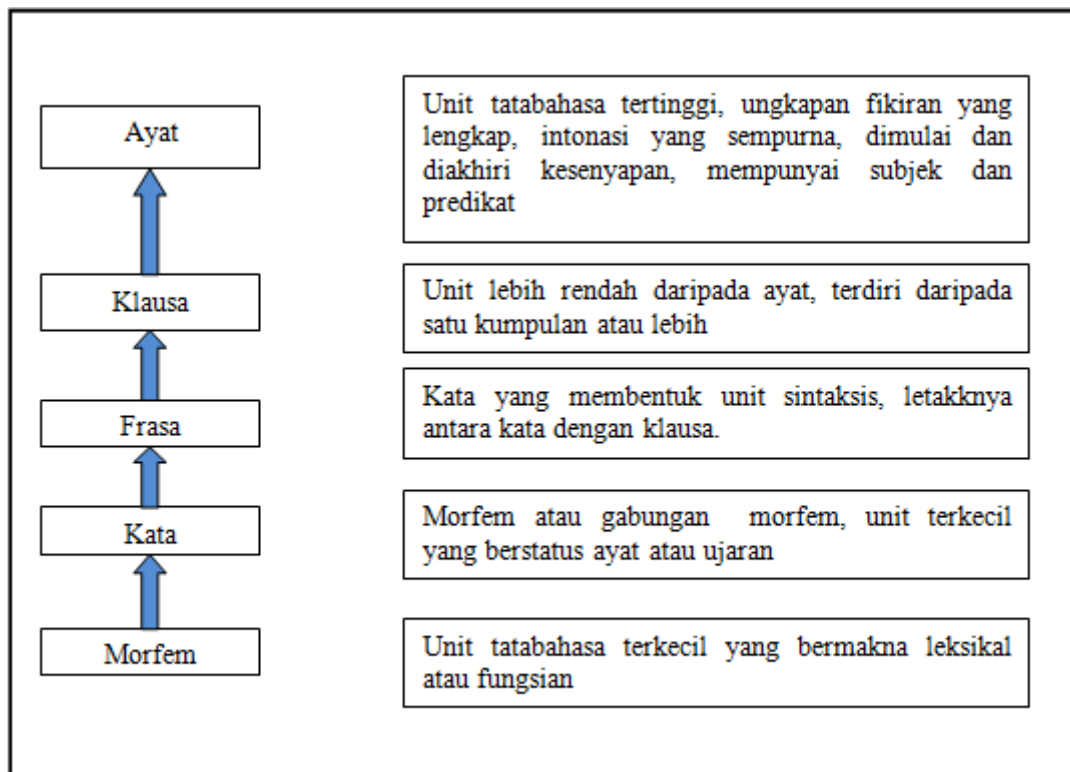 Ayat
Unit tatabahasa tertinggi, ungkapan fikiran yang
lengkap, intonasi yang sempurna, dimulai dan
diakhiri kesenyapan, mempunyai subjek dan
predikat
Klausa
Unit lebih rendah daripada ayat, terdiri daripada
satu kumpulan atau lebih
Frasa
Kata yang membentuk unit sintaksis, letakknya
antara kata dengan klausa.
Kata
Morfem atau gabungan morfem, unit terkecil
yang berstatus ayat atau ujaran
Morfem
Unit tatabahasa terkecil yang bermakna leksikal
atau fungsian